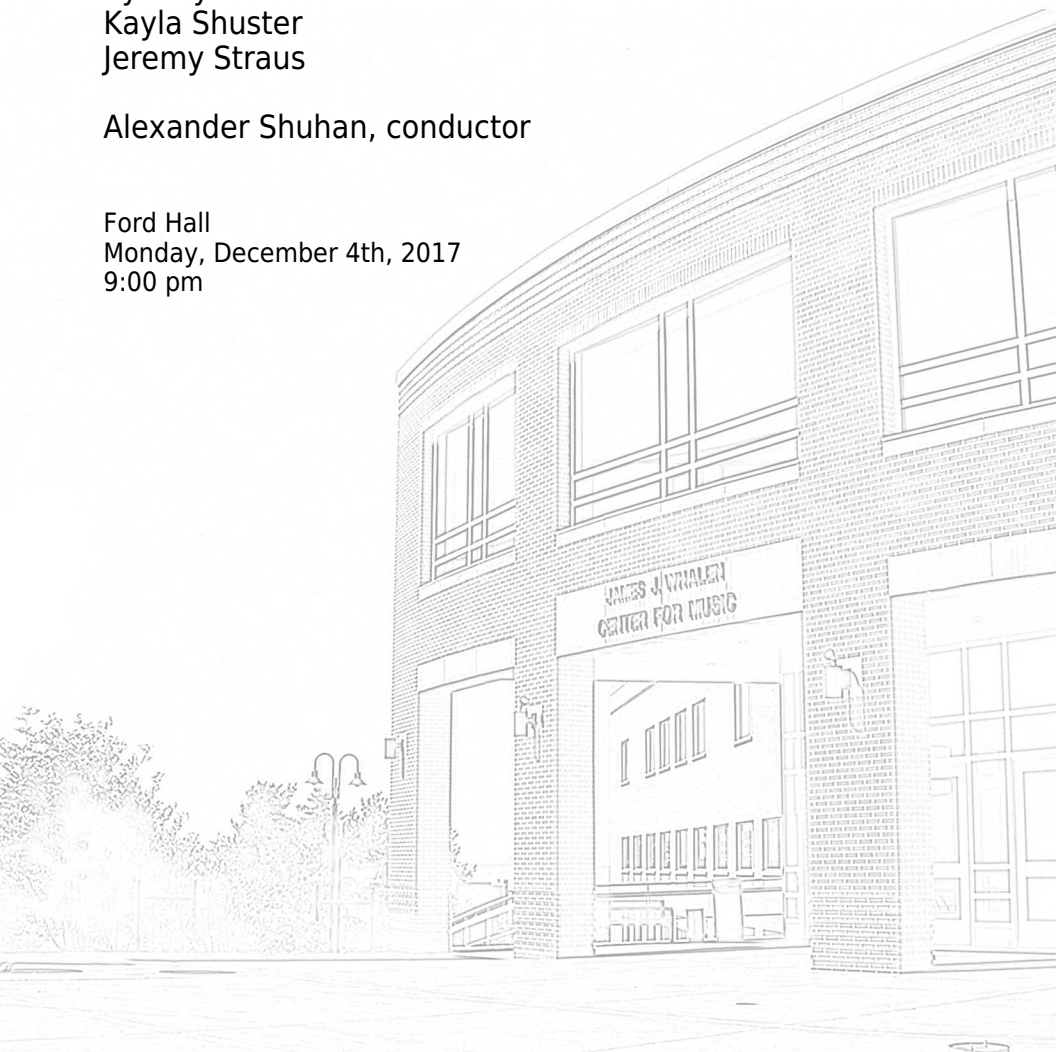 Kayla Shuster
Jeremy Straus
Alexander Shuhan, conductor
Ford Hall
Monday, December 4th, 2017
9:00 pm
JAMES J. WHALEN
CENTER FOR MUSIC